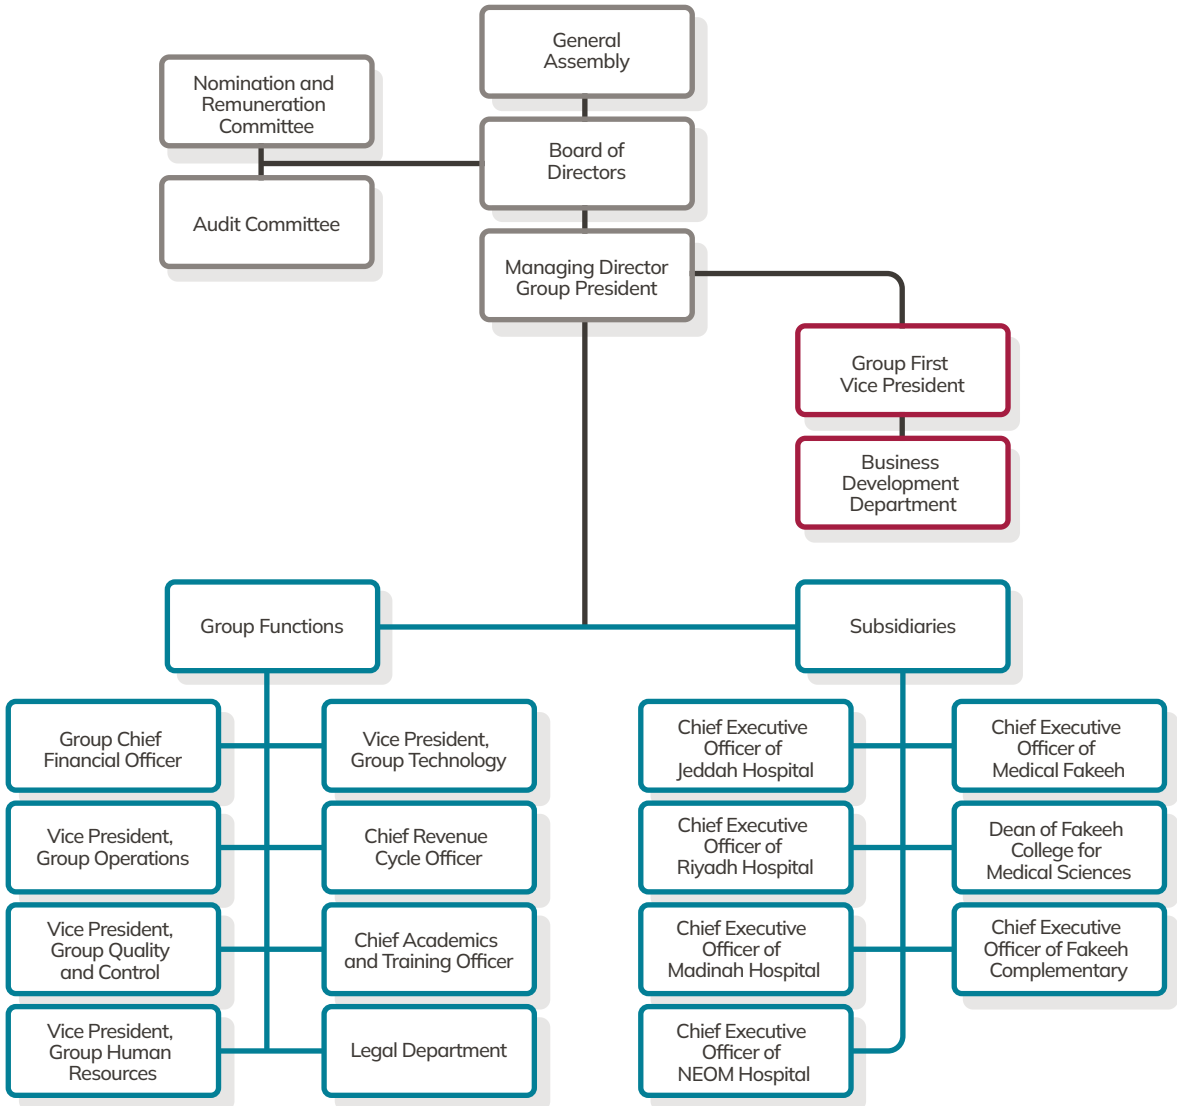 General
Assembly
Nomination and
Remuneration
Committee
Board of
Directors
Audit Committee
Managing Director
Group President
Group First
Vice President
Business
Development
Department
Group Functions
Subsidiaries
Group Chief
Financial Officer
Vice President,
Group Technology
Vice President,
Group Operations
Chief Revenue
Cycle Officer
Vice President,
Group Quality
and Control
Chief Academics
and Training Officer
Vice President,
Group Human
Resources
Legal Department
Chief Executive
Officer of
Jeddah Hospital
Chief Executive
Officer of
Medical Fakeeh
Chief Executive
Officer of
Riyadh Hospital
Dean of Fakeeh
College for
Medical Sciences
Chief Executive
Officer of
Madinah Hospital
Chief Executive
Officer of Fakeeh
Complementary
Chief Executive
Officer of
NEOM Hospital